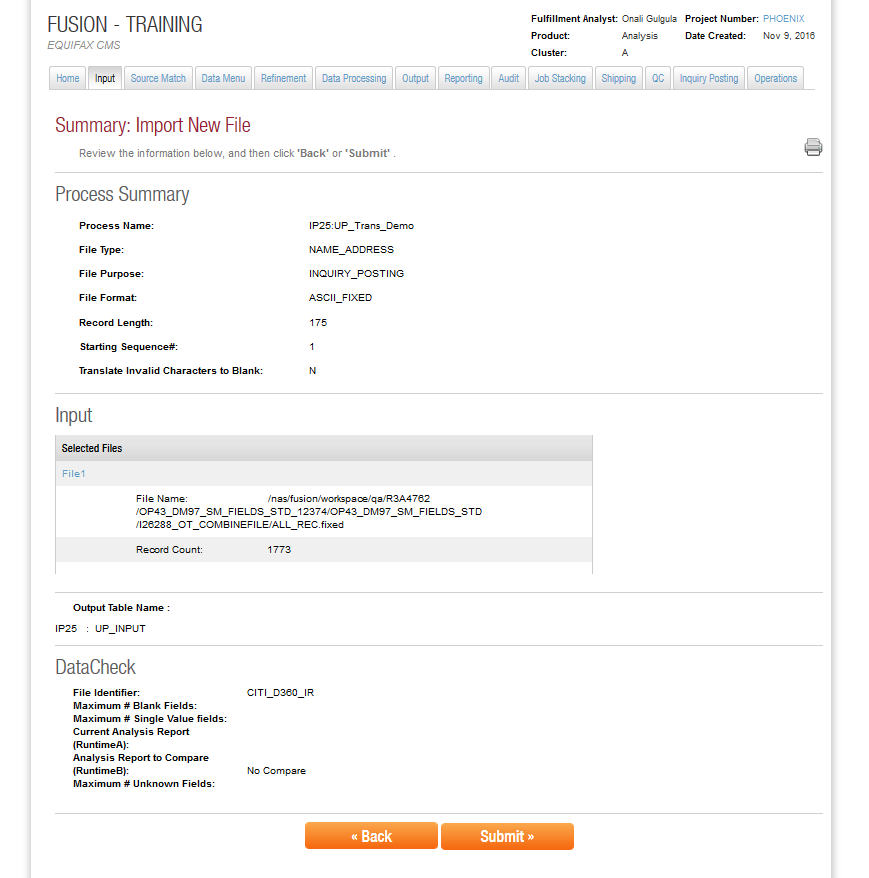 FUSION - TRAINING
EQUIFAX CMS
Fulfillment Analyst: Onali Gulgula Project Number: PHOENIX
Product: Analysis Date Created: Nov 9, 2016
Cluster: A
Home Input Source Match Data Menu Refinement Data Processing Output Reporting Audit Job Stacking Shipping QC Inquiry Posting Operations
Summary: Import New File
Review the information below, and then click 'Back' or 'Submit' .
Process Summary
Process Name: IP25:UP_Trans_Demo
File Type: NAME_ADDRESS
File Purpose: INQUIRY_POSTING
File Format: ASCII_FIXED
Record Length: 175
Starting Sequence#: 1
Translate Invalid Characters to Blank: N
Input
Selected Files
File1
File Name: /nas/fusion/workspace/qa/R3A4762
/OP43_DM97_SM_FIELDS_STD_12374/OP43_DM97_SM_FIELDS_STD
/I26288_OT_COMBINEFILE/ALL_REC.fixed
Record Count: 1773
Output Table Name :
IP25 : UP_INPUT
DataCheck
File Identifier: CITI_D360_IR
Maximum # Blank Fields:
Maximum # Single Value fields:
Current Analysis Report
(RuntimeA):
Analysis Report to Compare
(RuntimeB): No Compare
Maximum # Unknown Fields:
« Back Submit »